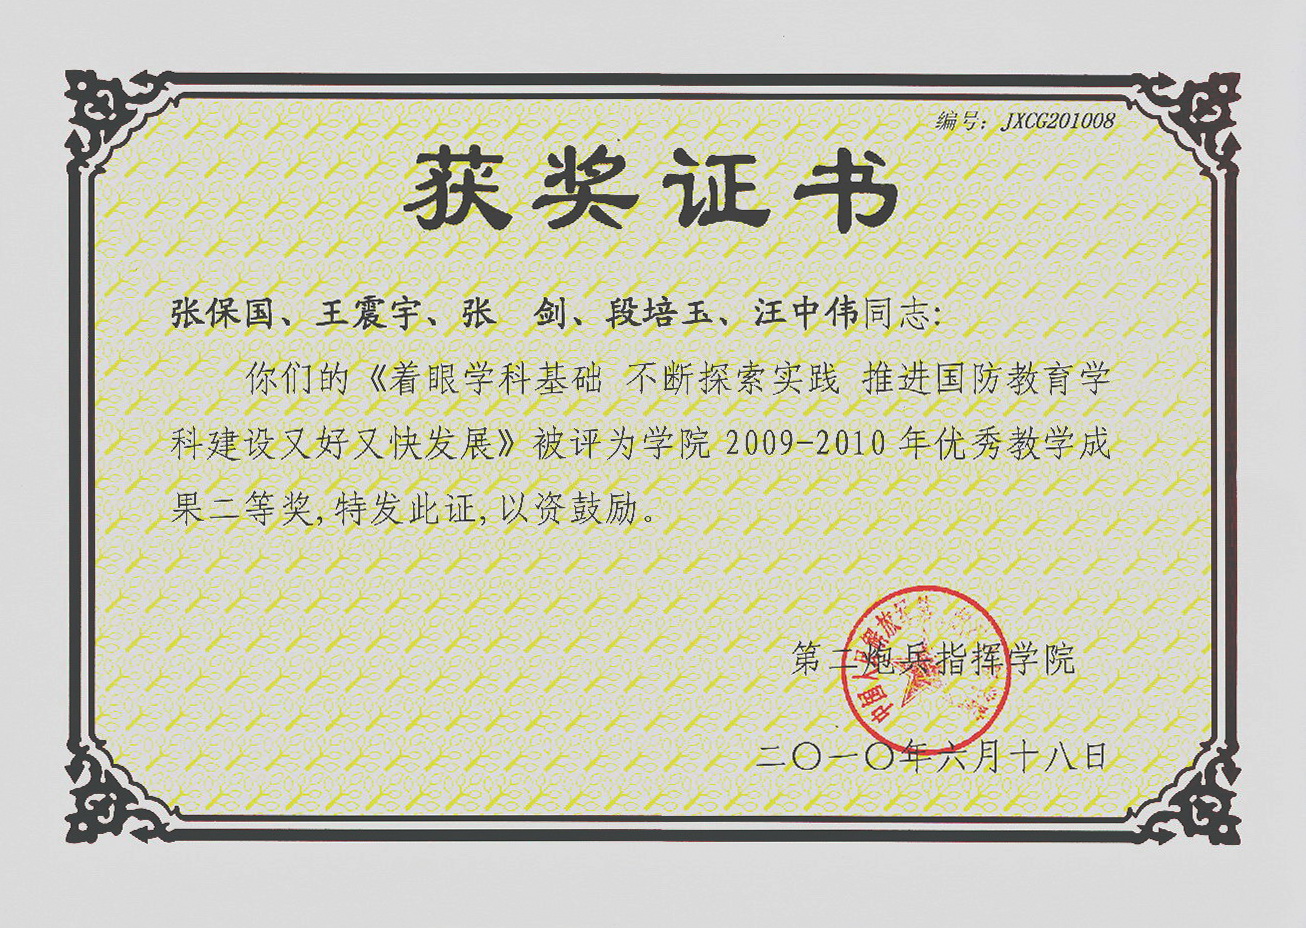 编号：JXCG201008
获奖证书
张保国、王震宇、张　剑、段培玉、汪中伟同志：
你们的《着眼学科基础 不断探索实践 推进国防教育学
科建设又好又快发展》被评为学院 2009-2010 年优秀教学成
果二等奖，特发此证，以资鼓励。
中国人民解放军第
第二炮兵指挥学院
二〇一〇年六月十八日